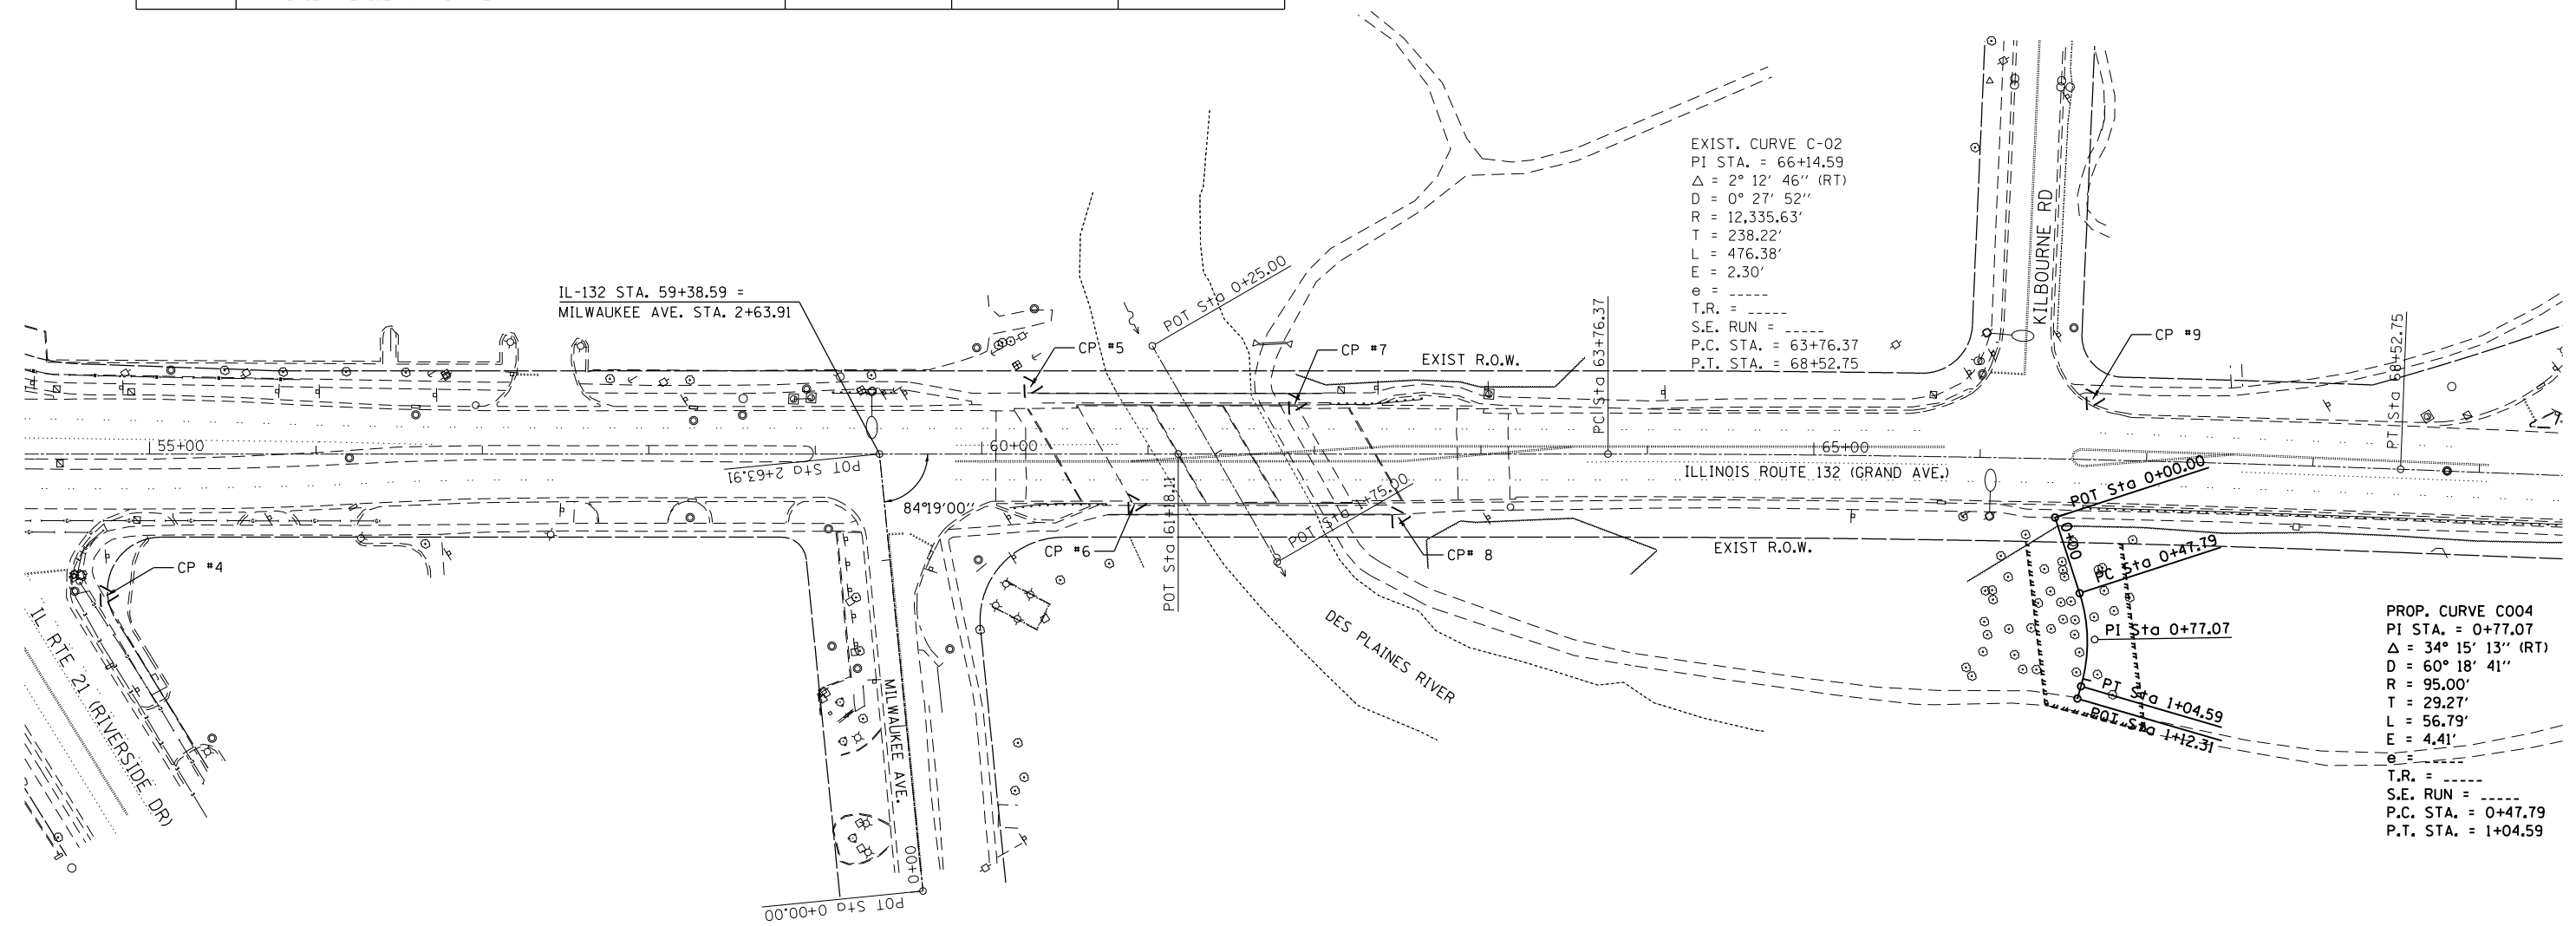 EXIST. CURVE C-02
PI STA. = 66+14.59
Δ = 2° 12' 46'' (RT)
D = 0° 27' 52''
R = 12,335.63'
T = 238.22'
L = 476.38'
E = 2.30'
e = _____
T.R. = _____
S.E. RUN = _____
P.C. STA. = 63+76.37
P.T. STA. = 68+52.75
KILBOURNE RD
IL-132 STA. 59+38.59 =
MILWAUKEE AVE. STA. 2+63.91
POT Sta 0+25.00
CP #5
CP #7
EXIST R.O.W.
PC Sta 63+76.37
CP #9
PT Sta 68+52.75
55+00
60+00
65+00
POT Sta 2+63.91
ILLINOIS ROUTE 132 (GRAND AVE.)
84°19'00''
POT Sta 61+18.11
POT Sta 1+75.00
POT Sta 0+00.00
0+00
CP #6
CP# 8
EXIST R.O.W.
CP #4
PC Sta 0+47.79
IL RTE 21 (RIVERSIDE DR)
DES PLAINES RIVER
PI Sta 0+77.07
MILWAUKEE AVE.
PT Sta 1+04.59
POT Sta 1+12.31
PROP. CURVE C004
PI STA. = 0+77.07
Δ = 34° 15' 13'' (RT)
D = 60° 18' 41''
R = 95.00'
T = 29.27'
L = 56.79'
E = 4.41'
e = _____
T.R. = _____
S.E. RUN = _____
P.C. STA. = 0+47.79
P.T. STA. = 1+04.59
0+00
POT Sta 0+00.00